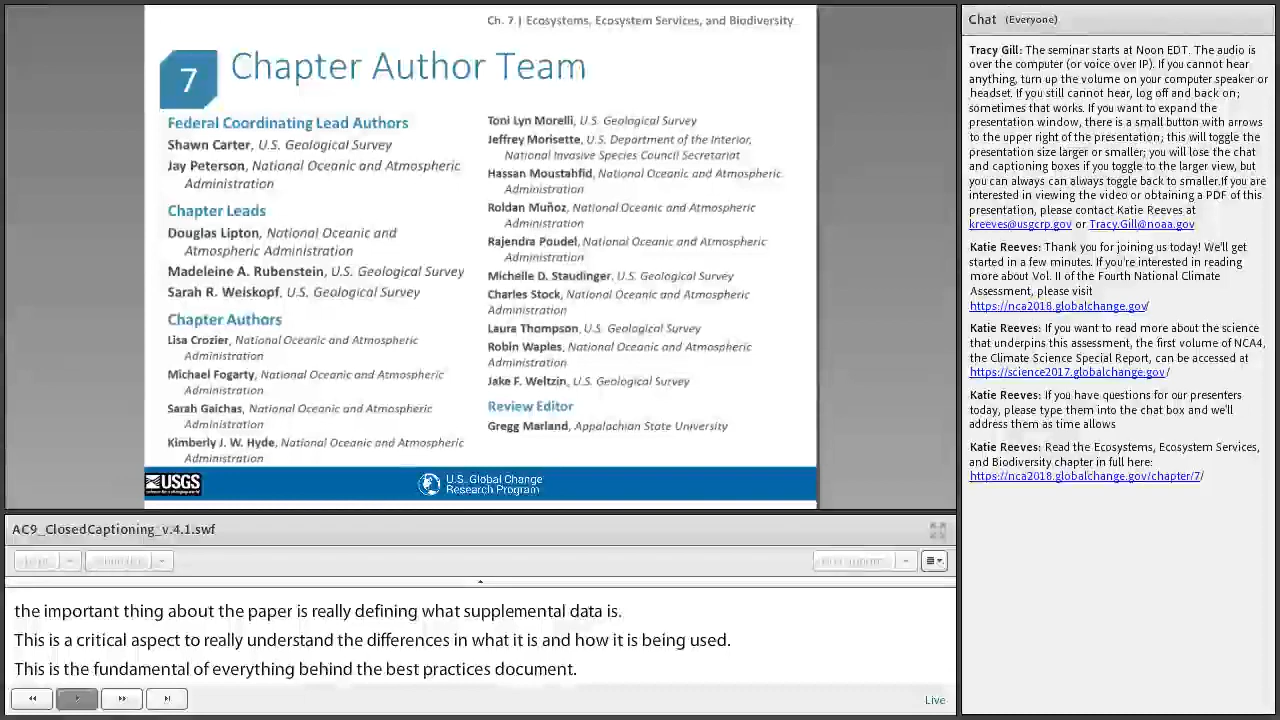 Ch. 7 | Ecosystems, Ecosystem Services, and Biodiversity
7
Chapter Author Team
Federal Coordinating Lead Authors
Shawn Carter, U.S. Geological Survey
Jay Peterson, National Oceanic and Atmospheric
Administration
Chapter Leads
Douglas Lipton, National Oceanic and
Atmospheric Administration
Madeleine A. Rubenstein, U.S. Geological Survey
Sarah R. Weiskopf, U.S. Geological Survey
Chapter Authors
Lisa Crozier, National Oceanic and Atmospheric
Administration
Michael Fogarty, National Oceanic and Atmospheric
Administration
Sarah Gaichas, National Oceanic and Atmospheric
Administration
Kimberly J. W. Hyde, National Oceanic and Atmospheric
Administration
Toni Lyn Morelli, U.S. Geological Survey
Jeffrey Morisette, U.S. Department of the Interior,
National Invasive Species Council Secretariat
Hassan Moustahfid, National Oceanic and Atmospheric
Administration
Roldan Muñoz, National Oceanic and Atmospheric
Administration
Rajendra Poudel, National Oceanic and Atmospheric
Administration
Michelle D. Staudinger, U.S. Geological Survey
Charles Stock, National Oceanic and Atmospheric
Administration
Laura Thompson, U.S. Geological Survey
Robin Waples, National Oceanic and Atmospheric
Administration
Jake F. Weltzin, U.S. Geological Survey
Review Editor
Gregg Marland, Appalachian State University
USGS
science for a changing world
U.S. Global Change
Research Program
AC9_ClosedCaptioning_v.4.1.swf
the important thing about the paper is really defining what supplemental data is.
This is a critical aspect to really understand the differences in what it is and how it is being used.
This is the fundamental of everything behind the best practices document.
Live
Chat (Everyone)
Tracy Gill: The seminar starts at Noon EDT. The audio is
over the computer (or voice over IP). If you cannot hear
anything, turn up the volume on your computer speaker or
headset. If you still cannot hear, log off and back on;
sometimes that works. If you want to expand the
presentation window, there is a small button with arrows
to the upper right of the presentation; this will toggle the
presentation size larger or smaller; you will lose the chat
and captioning boxes if you toggle to the larger view, but
you can always can always toggle back to smaller.If you are
interested in viewing the video or obtaining a PDF of this
presentation, please contact Katie Reeves at
kreeves@usgcrp.gov or Tracy.Gill@noaa.gov
Katie Reeves: Thank you for joining us today! We'll get
started in a few minutes. If you're interested in reading
more about Vol. II of the Fourth National Climate
Assessment, please visit
https://nca2018.globalchange.gov/
Katie Reeves: If you want to read more about the science
that underpins this assessment, the first volume of NCA4,
the Climate Science Special Report, can be accessed at
https://science2017.globalchange.gov/
Katie Reeves: If you have questions for our presenters
today, please type them into the chat box and we'll
address them as time allows
Katie Reeves: Read the Ecosystems, Ecosystem Services,
and Biodiversity chapter in full here:
https://nca2018.globalchange.gov/chapter/7/